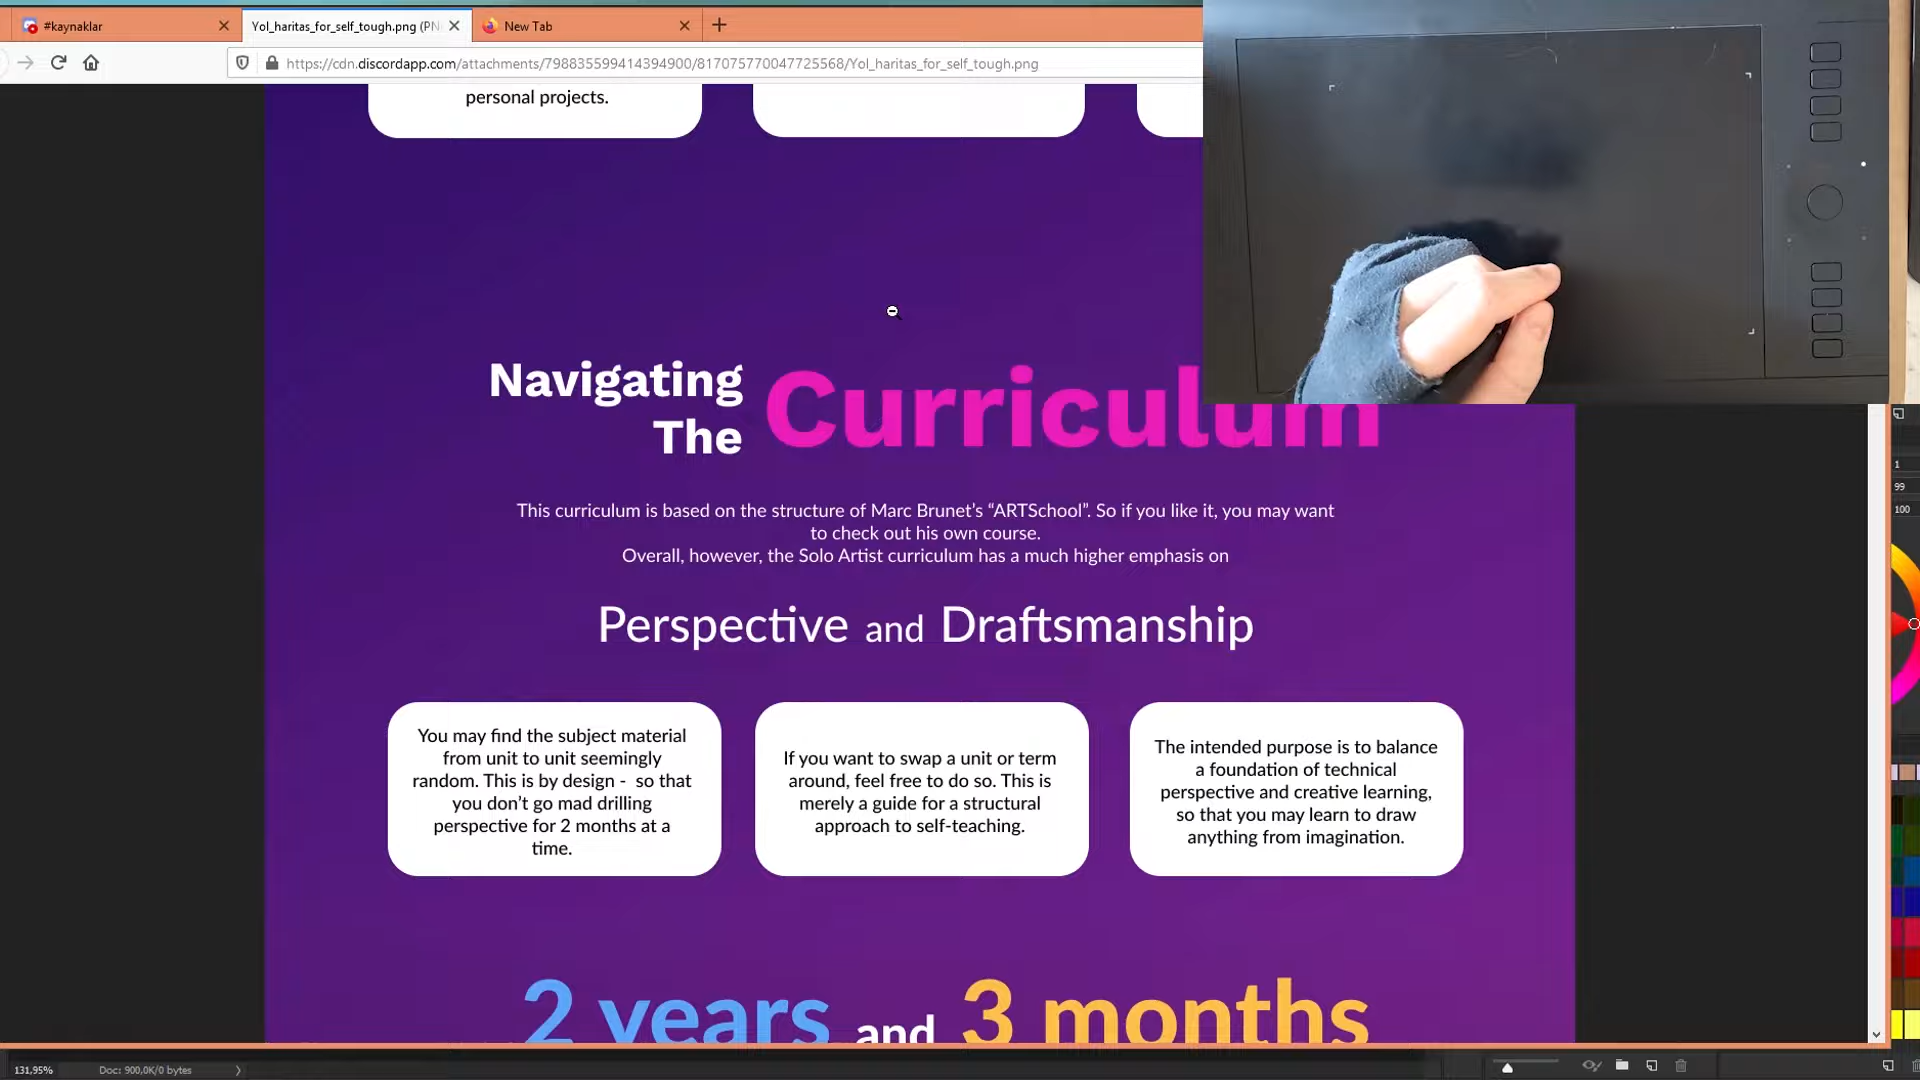 #kaynaklar
Yol_haritas_for_self_tough.png (PN
New Tab
https://cdn.discordapp.com/attachments/798835599414394900/817075770047725568/Yol_haritas_for_self_tough.png
personal projects.
Navigating
The
Curriculum
This curriculum is based on the structure of Marc Brunet’s “ARTSchool”. So if you like it, you may want
to check out his own course.
Overall, however, the Solo Artist curriculum has a much higher emphasis on
Perspective and Draftsmanship
You may find the subject material
from unit to unit seemingly
random. This is by design - so that
you don’t go mad drilling
perspective for 2 months at a
time.
If you want to swap a unit or term
around, feel free to do so. This is
merely a guide for a structural
approach to self-teaching.
The intended purpose is to balance
a foundation of technical
perspective and creative learning,
so that you may learn to draw
anything from imagination.
2 years and 3 months
1
99
100
131,95%
Doc: 900,0K/0 bytes